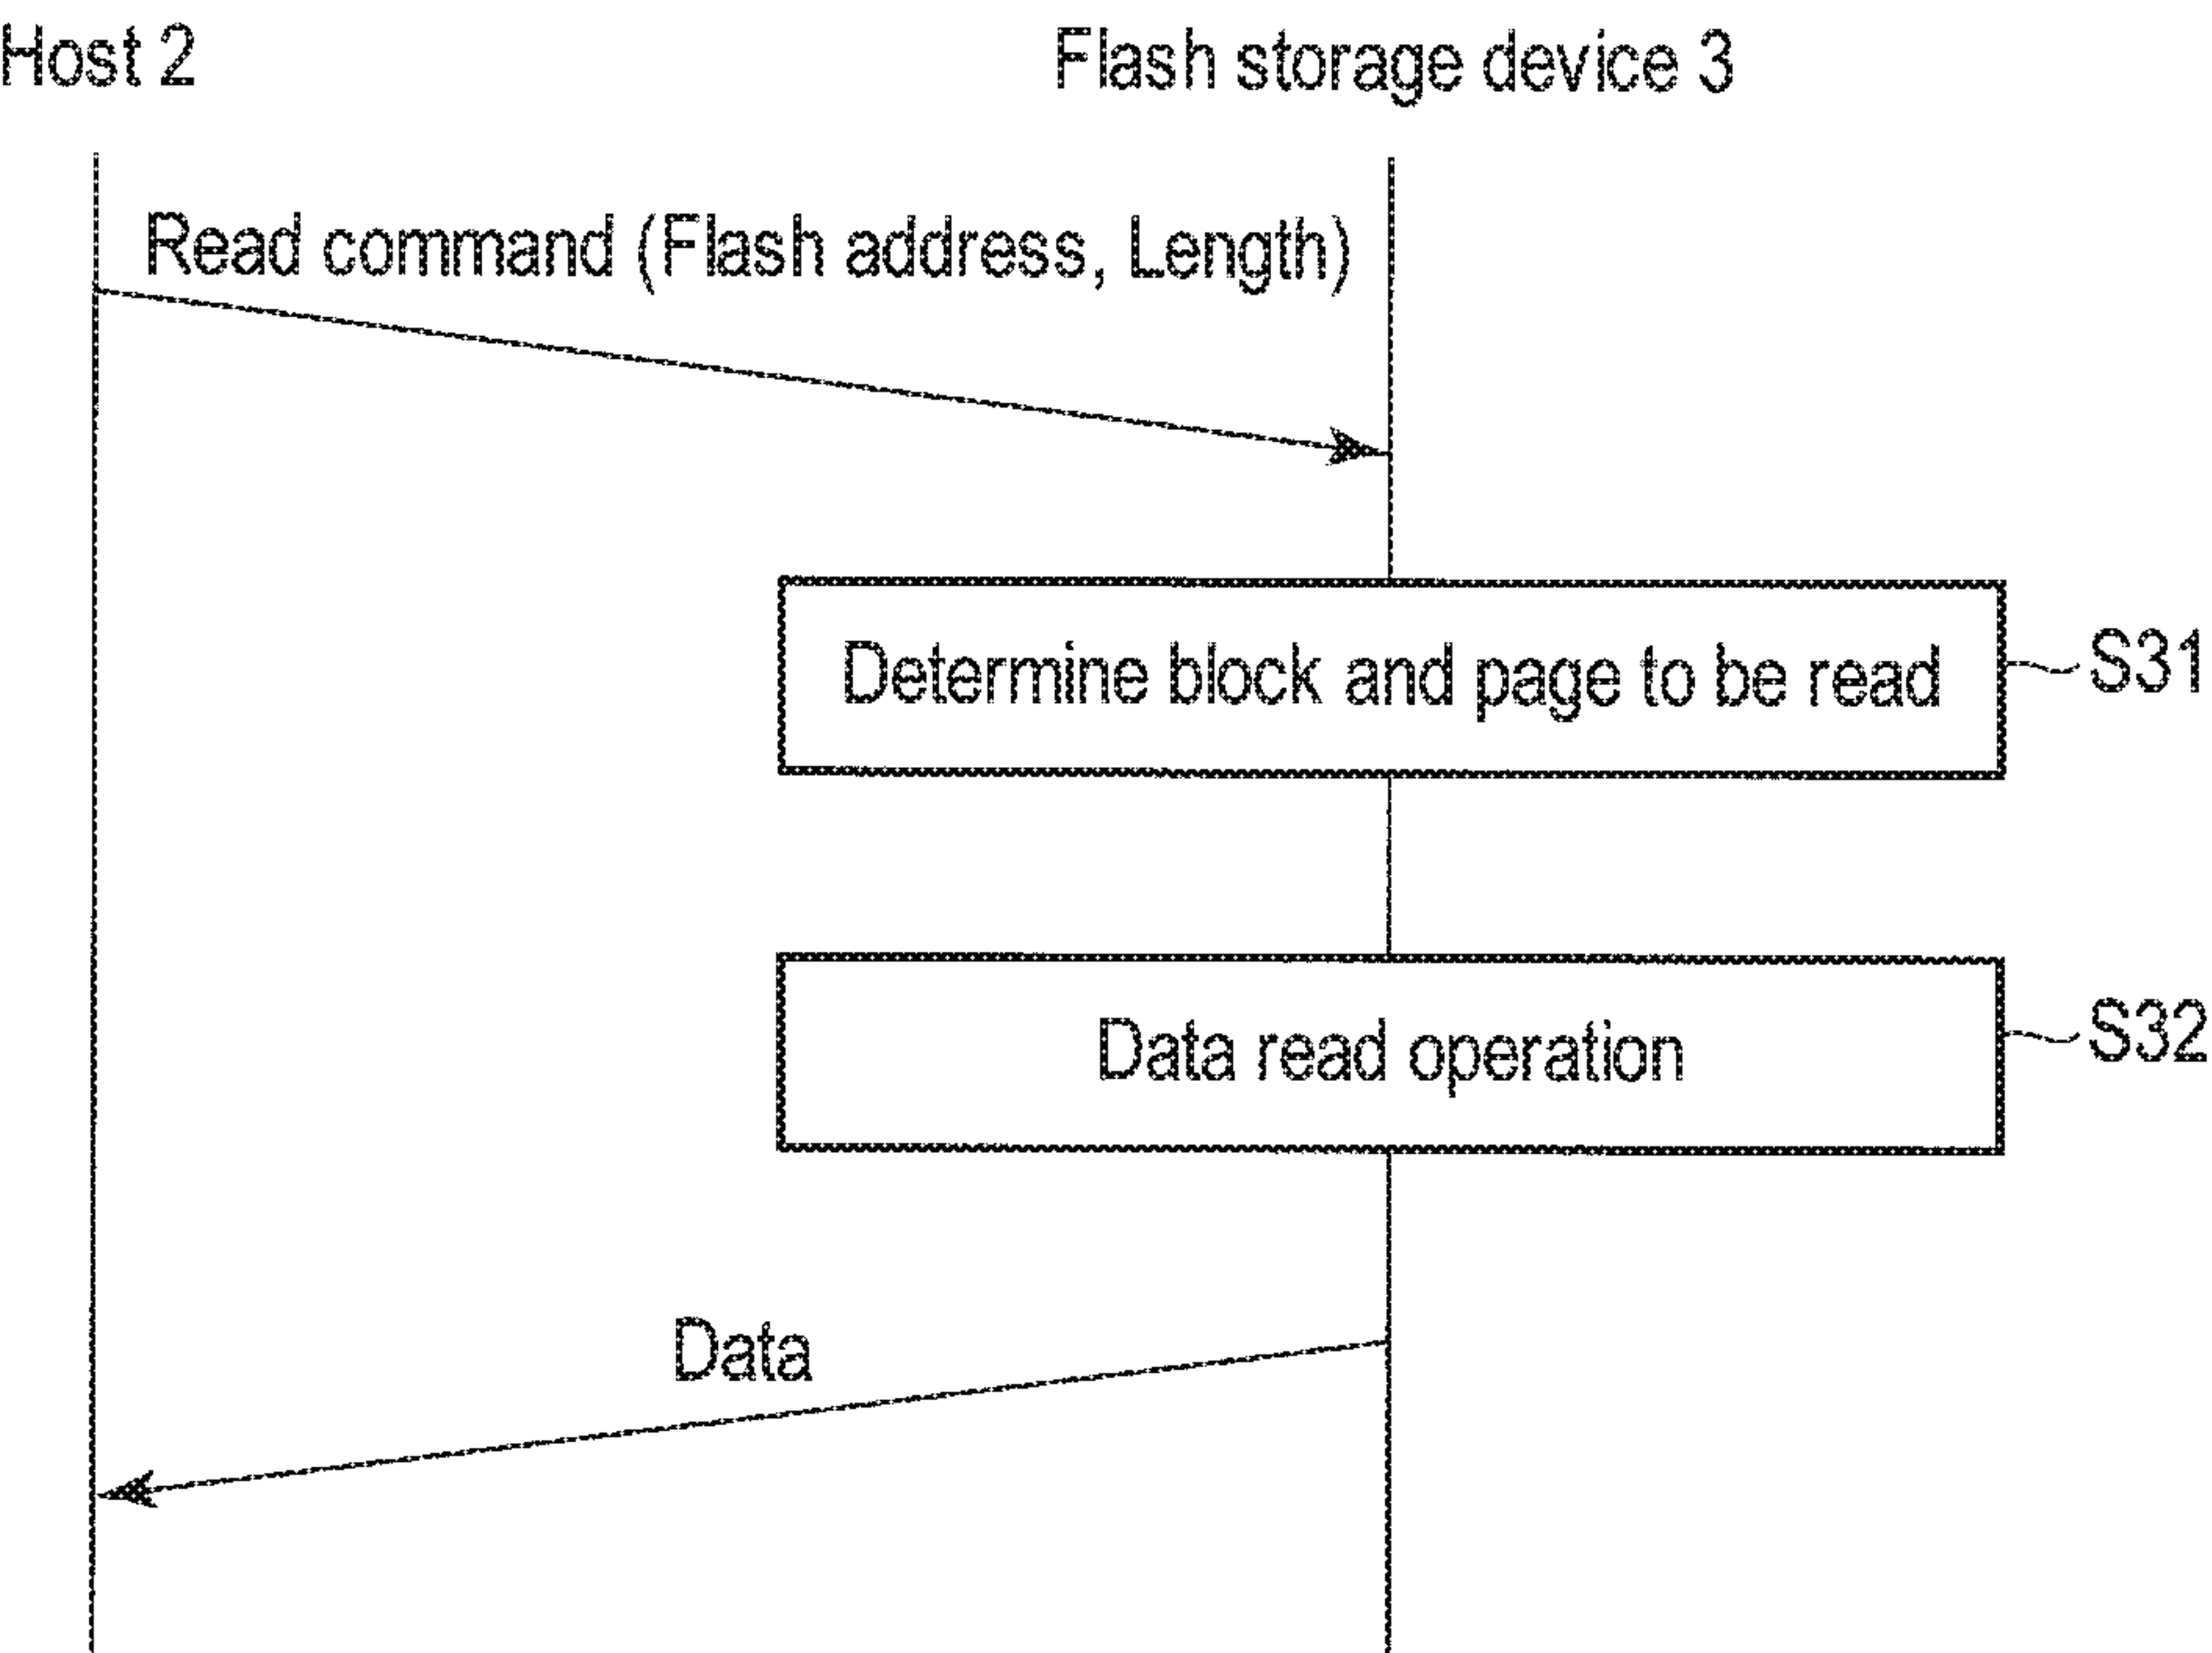 Host 2
Flash storage device 3
Read command (Flash address, Length)
Determine block and page to be read
S31
Data read operation
S32
Data